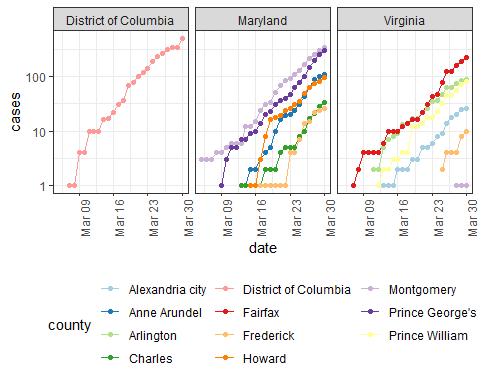 District of Columbia Maryland Virginia
cases
100
10
1
Mar 09 Mar 16 Mar 23 Mar 30 Mar 09 Mar 16 Mar 23 Mar 30 Mar 09 Mar 16 Mar 23 Mar 30
date
county
Alexandria city District of Columbia Montgomery
Anne Arundel Fairfax Prince George's
Arlington Frederick Prince William
Charles Howard